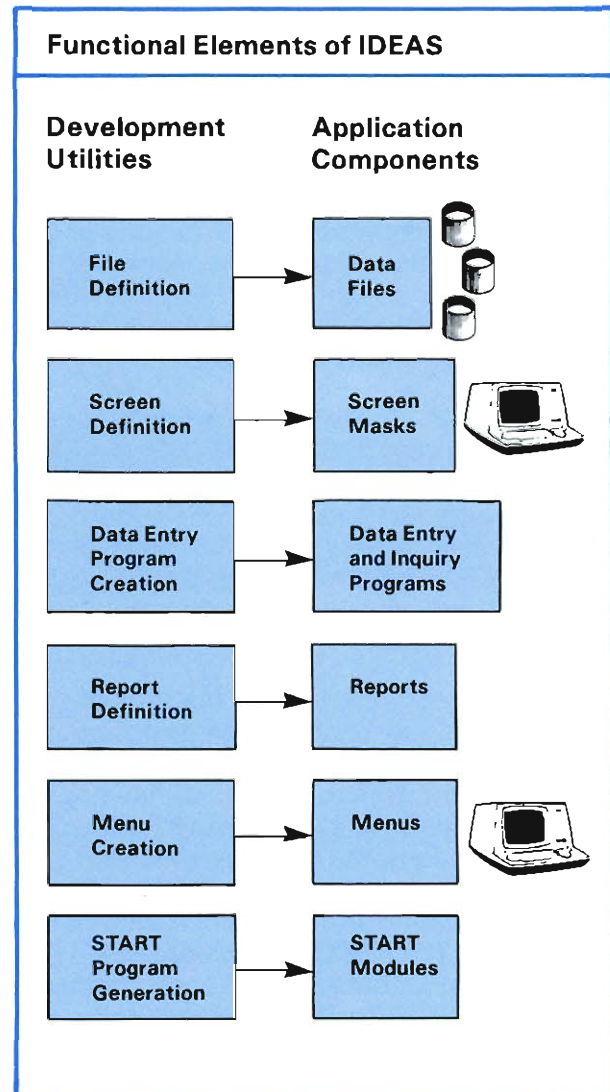 Functional Elements of IDEAS
Development
Utilities
Application
Components
File
Definition
Data
Files
Screen
Definition
Screen
Masks
Data Entry
Program
Creation
Data Entry
and Inquiry
Programs
Report
Definition
Reports
Menu
Creation
Menus
START
Program
Generation
START
Modules